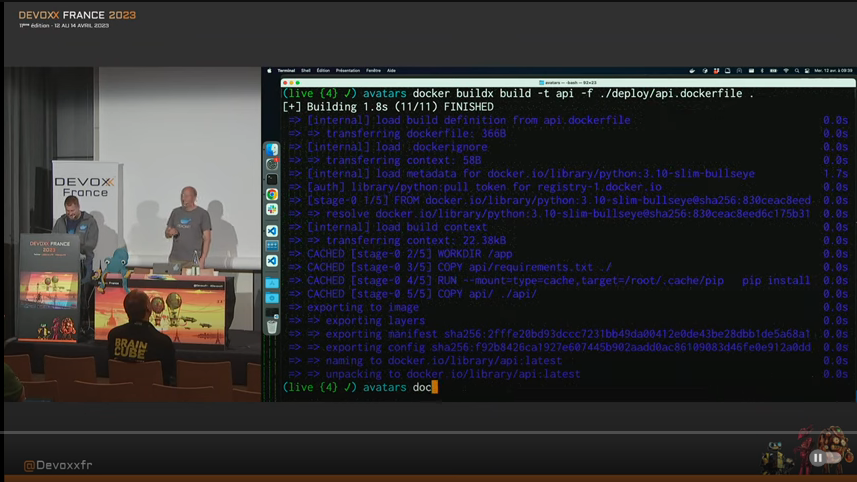 DEVOXX FRANCE 2023
11ème édition - 12 AU 14 AVRIL 2023
Terminal Shell Édition Présentation Fenêtre Aide
Mer. 12 avr. à 09:39
avatars — -bash — 93×23
(live {4} ✓) avatars docker buildx build -t api -f ./deploy/api.dockerfile .
[+] Building 1.8s (11/11) FINISHED
=> [internal] load build definition from api.dockerfile 0.0s
=> => transferring dockerfile: 366B 0.0s
=> [internal] load .dockerignore 0.0s
=> => transferring context: 58B 0.0s
=> [internal] load metadata for docker.io/library/python:3.10-slim-bullseye 1.7s
=> [auth] library/python:pull token for registry-1.docker.io 0.0s
=> [stage-0 1/5] FROM docker.io/library/python:3.10-slim-bullseye@sha256:830ceac8eed 0.0s
=> => resolve docker.io/library/python:3.10-slim-bullseye@sha256:830ceac8eed6c175b31 0.0s
=> [internal] load build context 0.0s
=> => transferring context: 22.38kB 0.0s
=> CACHED [stage-0 2/5] WORKDIR /app 0.0s
=> CACHED [stage-0 3/5] COPY api/requirements.txt ./ 0.0s
=> CACHED [stage-0 4/5] RUN --mount=type=cache,target=/root/.cache/pip pip install 0.0s
=> CACHED [stage-0 5/5] COPY api/ ./api/ 0.0s
=> exporting to image 0.0s
=> => exporting layers 0.0s
=> => exporting manifest sha256:2fffe20bd93dccc7231bb49da00412e0de43be28dbb1de5a68a1 0.0s
=> => exporting config sha256:f92b8426ca1927e607445b902aadd0ac86109083d46fe0e912a0dd 0.0s
=> => naming to docker.io/library/api:latest 0.0s
=> => unpacking to docker.io/library/api:latest 0.0s
(live {4} ✓) avatars doc
DEVOXX
France
DEVOXX FRANCE
2023
BRAIN
CUBE
@Devoxxfr